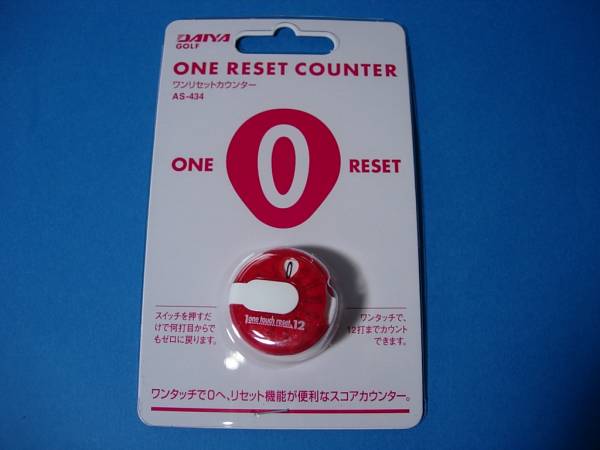 DAIYA
GOLF
ONE RESET COUNTER
ワンリセットカウンター
AS-434
ONE 0 RESET
0
1 one touch reset. 12
スイッチを押すだ
けで何打目からで
もゼロに戻ります。
ワンタッチで、
12打までカウント
できます。
ワンタッチで0へ、リセット機能が便利なスコアカウンター。